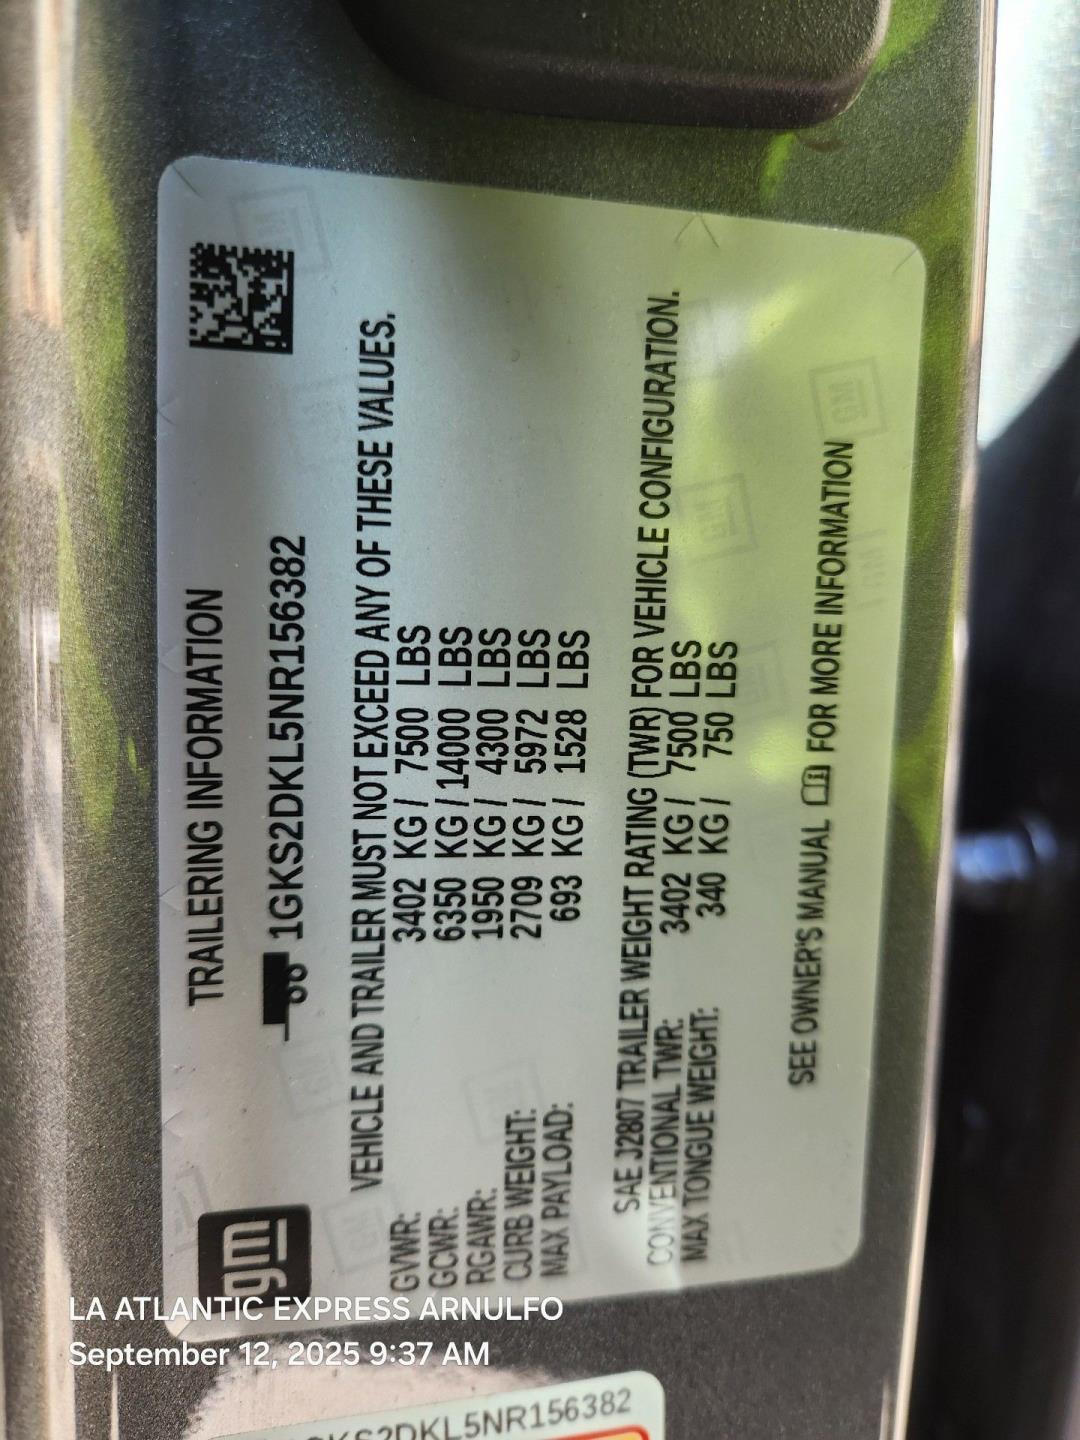 gm
TRAILERING INFORMATION
1GKS2DKL5NR156382
VEHICLE AND TRAILER MUST NOT EXCEED ANY OF THESE VALUES.
GVWR: 3402 KG / 7500 LBS
GCWR: 6350 KG / 14000 LBS
RGAWR: 1950 KG / 4300 LBS
CURB WEIGHT: 2709 KG / 5972 LBS
MAX PAYLOAD: 693 KG / 1528 LBS
SAE J2807 TRAILER WEIGHT RATING (TWR) FOR VEHICLE CONFIGURATION.
CONVENTIONAL TWR: 3402 KG / 7500 LBS
MAX TONGUE WEIGHT: 340 KG / 750 LBS
SEE OWNER'S MANUAL FOR MORE INFORMATION
GM
GM
LA ATLANTIC EXPRESS ARNULFO
September 12, 2025 9:37 AM
GKS2DKL5NR156382